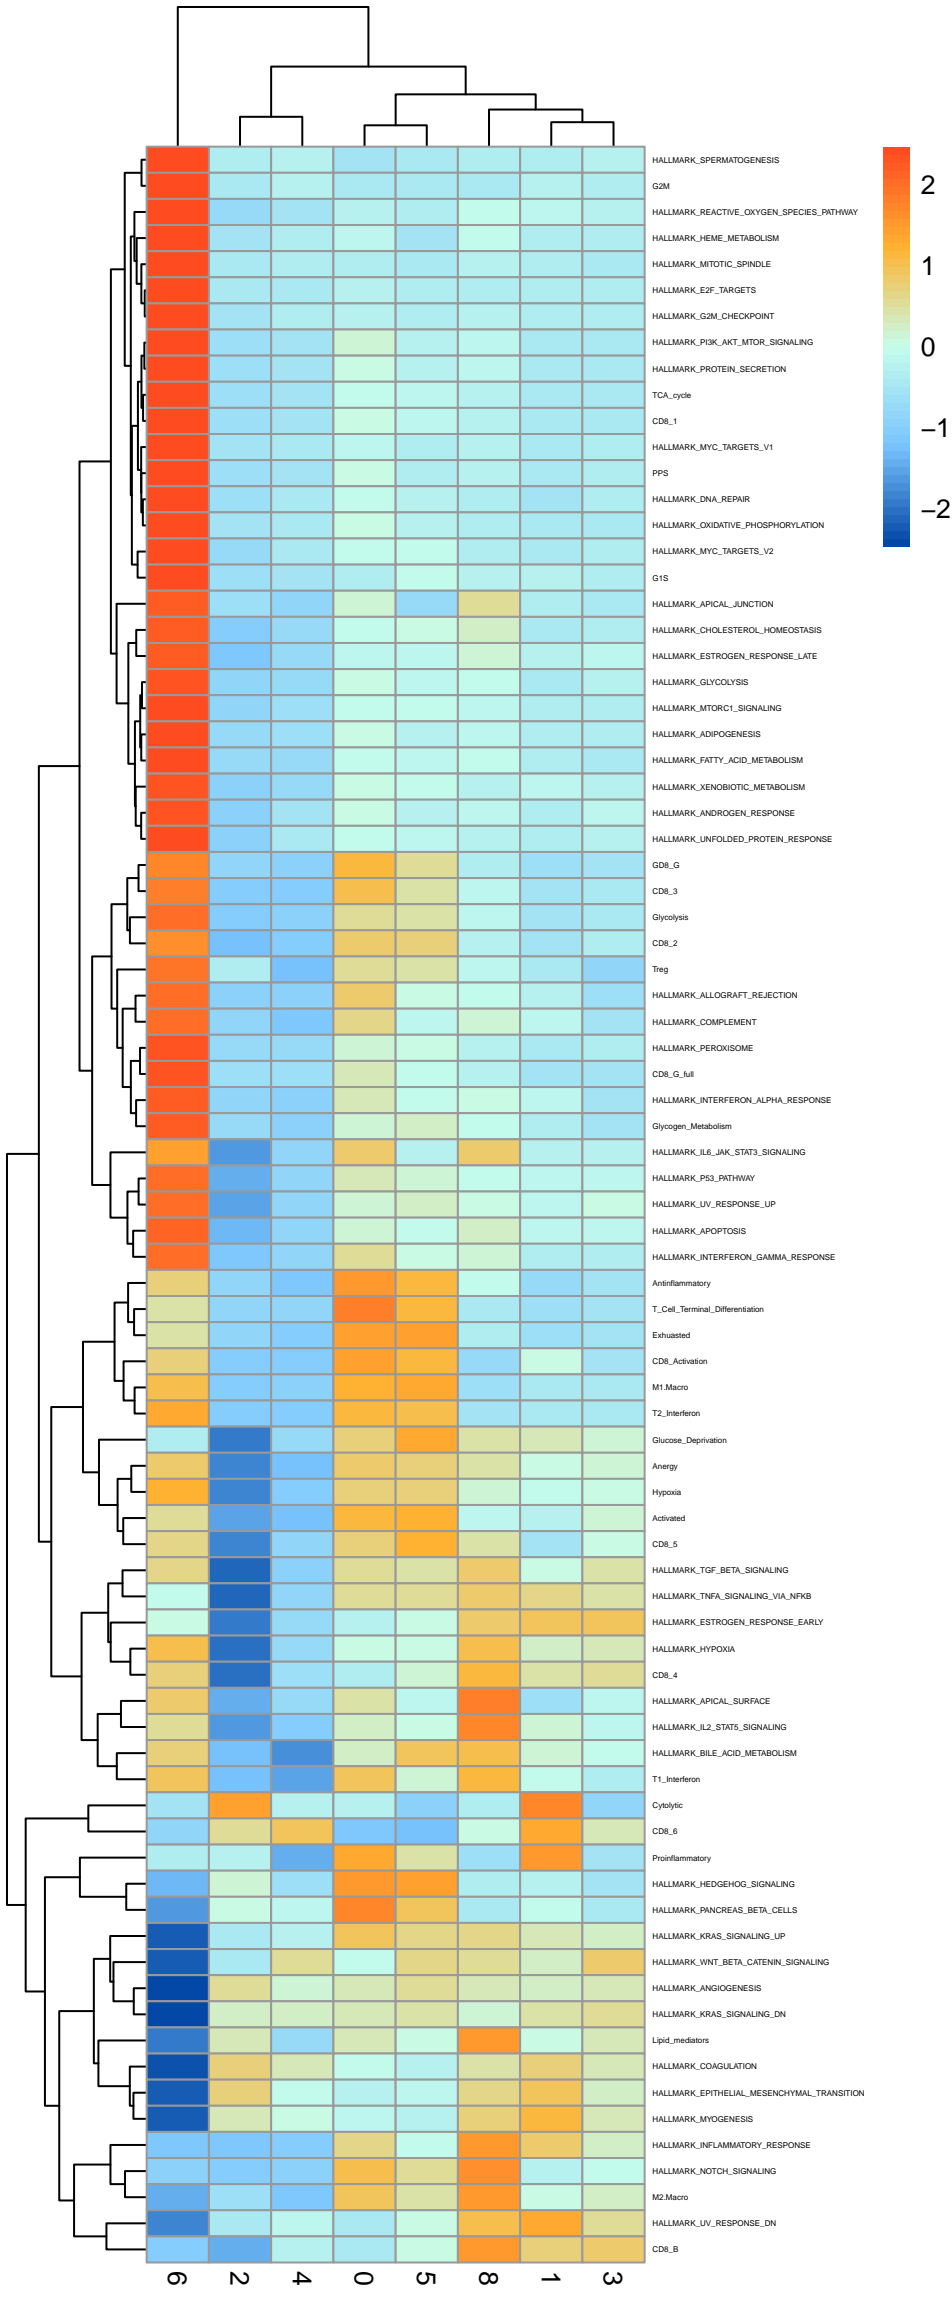 HALLMARK_SPERMATOGENESIS
G2M
HALLMARK_REACTIVE_OXYGEN_SPECIES_PATHWAY
HALLMARK_HEME_METABOLISM
HALLMARK_MITOTIC_SPINDLE
HALLMARK_E2F_TARGETS
HALLMARK_G2M_CHECKPOINT
HALLMARK_PI3K_AKT_MTOR_SIGNALING
HALLMARK_PROTEIN_SECRETION
TCA_cycle
CD8_1
HALLMARK_MYC_TARGETS_V1
PPS
HALLMARK_DNA_REPAIR
HALLMARK_OXIDATIVE_PHOSPHORYLATION
HALLMARK_MYC_TARGETS_V2
G1S
HALLMARK_APICAL_JUNCTION
HALLMARK_CHOLESTEROL_HOMEOSTASIS
HALLMARK_ESTROGEN_RESPONSE_LATE
HALLMARK_GLYCOLYSIS
HALLMARK_MTORC1_SIGNALING
HALLMARK_ADIPOGENESIS
HALLMARK_FATTY_ACID_METABOLISM
HALLMARK_XENOBIOTIC_METABOLISM
HALLMARK_ANDROGEN_RESPONSE
HALLMARK_UNFOLDED_PROTEIN_RESPONSE
GD8_G
CD8_3
Glycolysis
CD8_2
Treg
HALLMARK_ALLOGRAFT_REJECTION
HALLMARK_COMPLEMENT
HALLMARK_PEROXISOME
CD8_G_full
HALLMARK_INTERFERON_ALPHA_RESPONSE
Glycogen_Metabolism
HALLMARK_IL6_JAK_STAT3_SIGNALING
HALLMARK_P53_PATHWAY
HALLMARK_UV_RESPONSE_UP
HALLMARK_APOPTOSIS
HALLMARK_INTERFERON_GAMMA_RESPONSE
Antinflammatory
T_Cell_Terminal_Differentiation
Exhuasted
CD8_Activation
M1.Macro
T2_Interferon
Glucose_Deprivation
Anergy
Hypoxia
Activated
CD8_5
HALLMARK_TGF_BETA_SIGNALING
HALLMARK_TNFA_SIGNALING_VIA_NFKB
HALLMARK_ESTROGEN_RESPONSE_EARLY
HALLMARK_HYPOXIA
CD8_4
HALLMARK_APICAL_SURFACE
HALLMARK_IL2_STAT5_SIGNALING
HALLMARK_BILE_ACID_METABOLISM
T1_Interferon
Cytolytic
CD8_6
Proinflammatory
HALLMARK_HEDGEHOG_SIGNALING
HALLMARK_PANCREAS_BETA_CELLS
HALLMARK_KRAS_SIGNALING_UP
HALLMARK_WNT_BETA_CATENIN_SIGNALING
HALLMARK_ANGIOGENESIS
HALLMARK_KRAS_SIGNALING_DN
Lipid_mediators
HALLMARK_COAGULATION
HALLMARK_EPITHELIAL_MESENCHYMAL_TRANSITION
HALLMARK_MYOGENESIS
HALLMARK_INFLAMMATORY_RESPONSE
HALLMARK_NOTCH_SIGNALING
M2.Macro
HALLMARK_UV_RESPONSE_DN
CD8_B
6 2 4 0 5 8 1 3
2
1
0
−1
−2